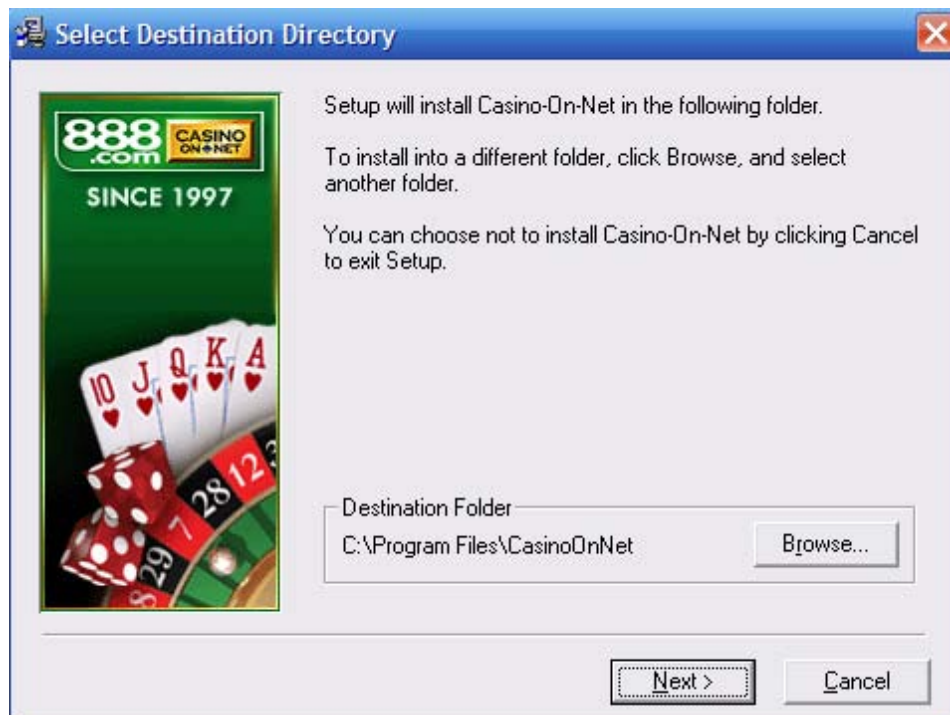 Select Destination Directory
888
.com
CASINO
ON NET
SINCE 1997
10 J Q K A
29 7 28 12
8
Setup will install Casino-On-Net in the following folder.
To install into a different folder, click Browse, and select
another folder.
You can choose not to install Casino-On-Net by clicking Cancel
to exit Setup.
Destination Folder
C:\Program Files\CasinoOnNet
Browse...
Next >
Cancel